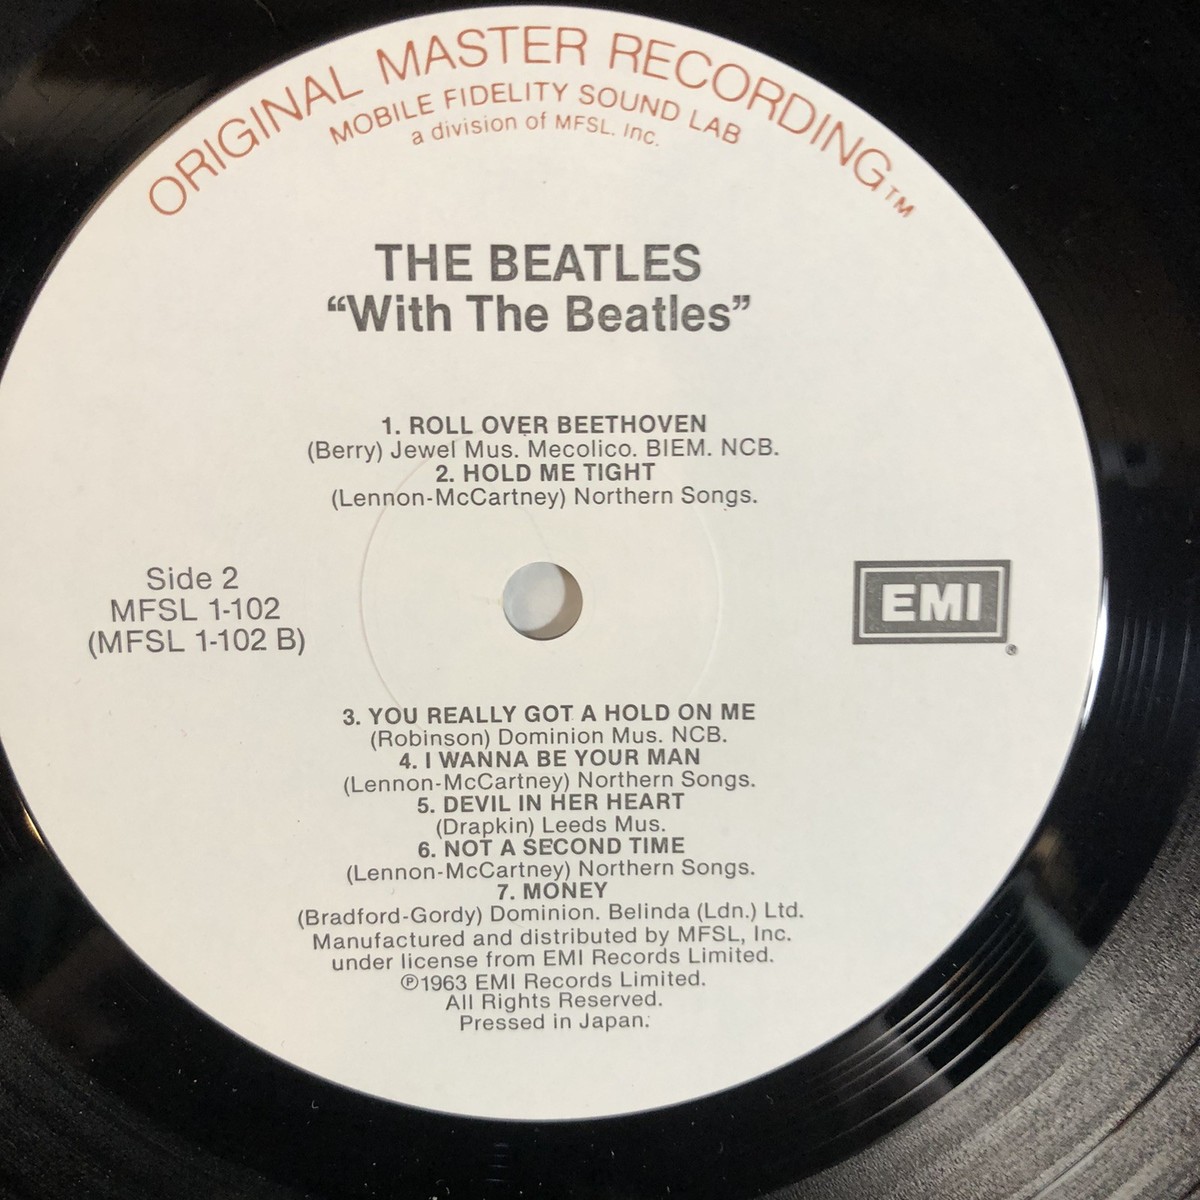 ORIGINAL MASTER RECORDING™
MOBILE FIDELITY SOUND LAB
a division of MFSL. Inc.
THE BEATLES
“With The Beatles”
1. ROLL OVER BEETHOVEN
(Berry) Jewel Mus. Mecolico. BIEM. NCB.
2. HOLD ME TIGHT
(Lennon-McCartney) Northern Songs.
Side 2
MFSL 1-102
(MFSL 1-102 B)
EMI®
3. YOU REALLY GOT A HOLD ON ME
(Robinson) Dominion Mus. NCB.
4. I WANNA BE YOUR MAN
(Lennon-McCartney) Northern Songs.
5. DEVIL IN HER HEART
(Drapkin) Leeds Mus.
6. NOT A SECOND TIME
(Lennon-McCartney) Northern Songs.
7. MONEY
(Bradford-Gordy) Dominion. Belinda (Ldn.) Ltd.
Manufactured and distributed by MFSL, Inc.
under license from EMI Records Limited.
℗1963 EMI Records Limited.
All Rights Reserved.
Pressed in Japan.